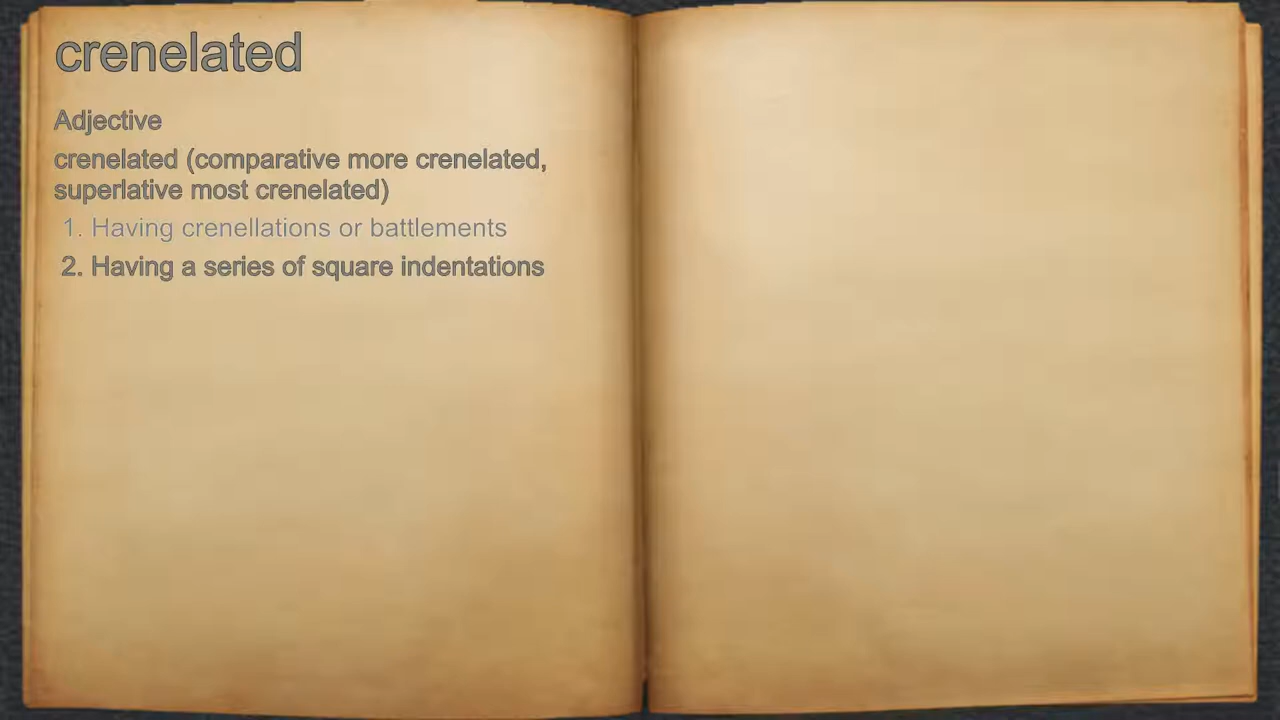 crenelated
Adjective
crenelated (comparative more crenelated,
superlative most crenelated)
1. Having crenellations or battlements
2. Having a series of square indentations